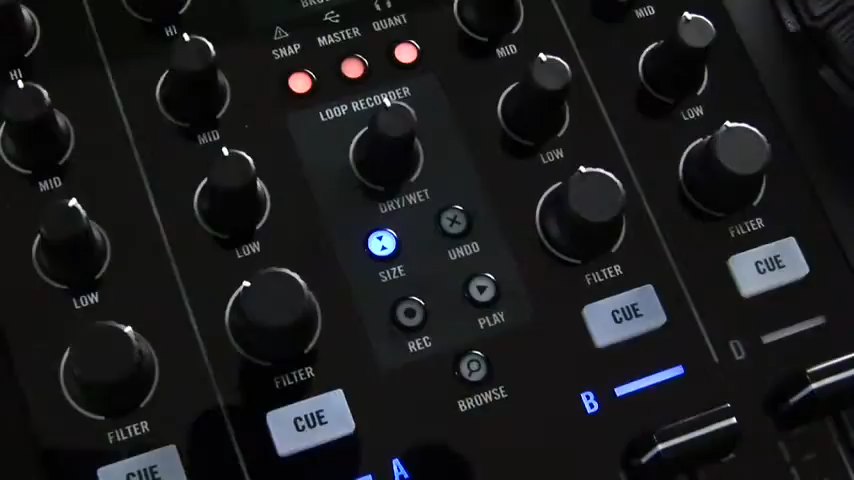 HI
HI
MID
MID
LOW
LOW
FILTER
FILTER
CUE
CUE
A
SNAP
MASTER
QUANT
LOOP RECORDER
DRY/WET
SIZE
UNDO
REC
PLAY
BROWSE
MID
MID
LOW
LOW
FILTER
FILTER
CUE
CUE
B
D